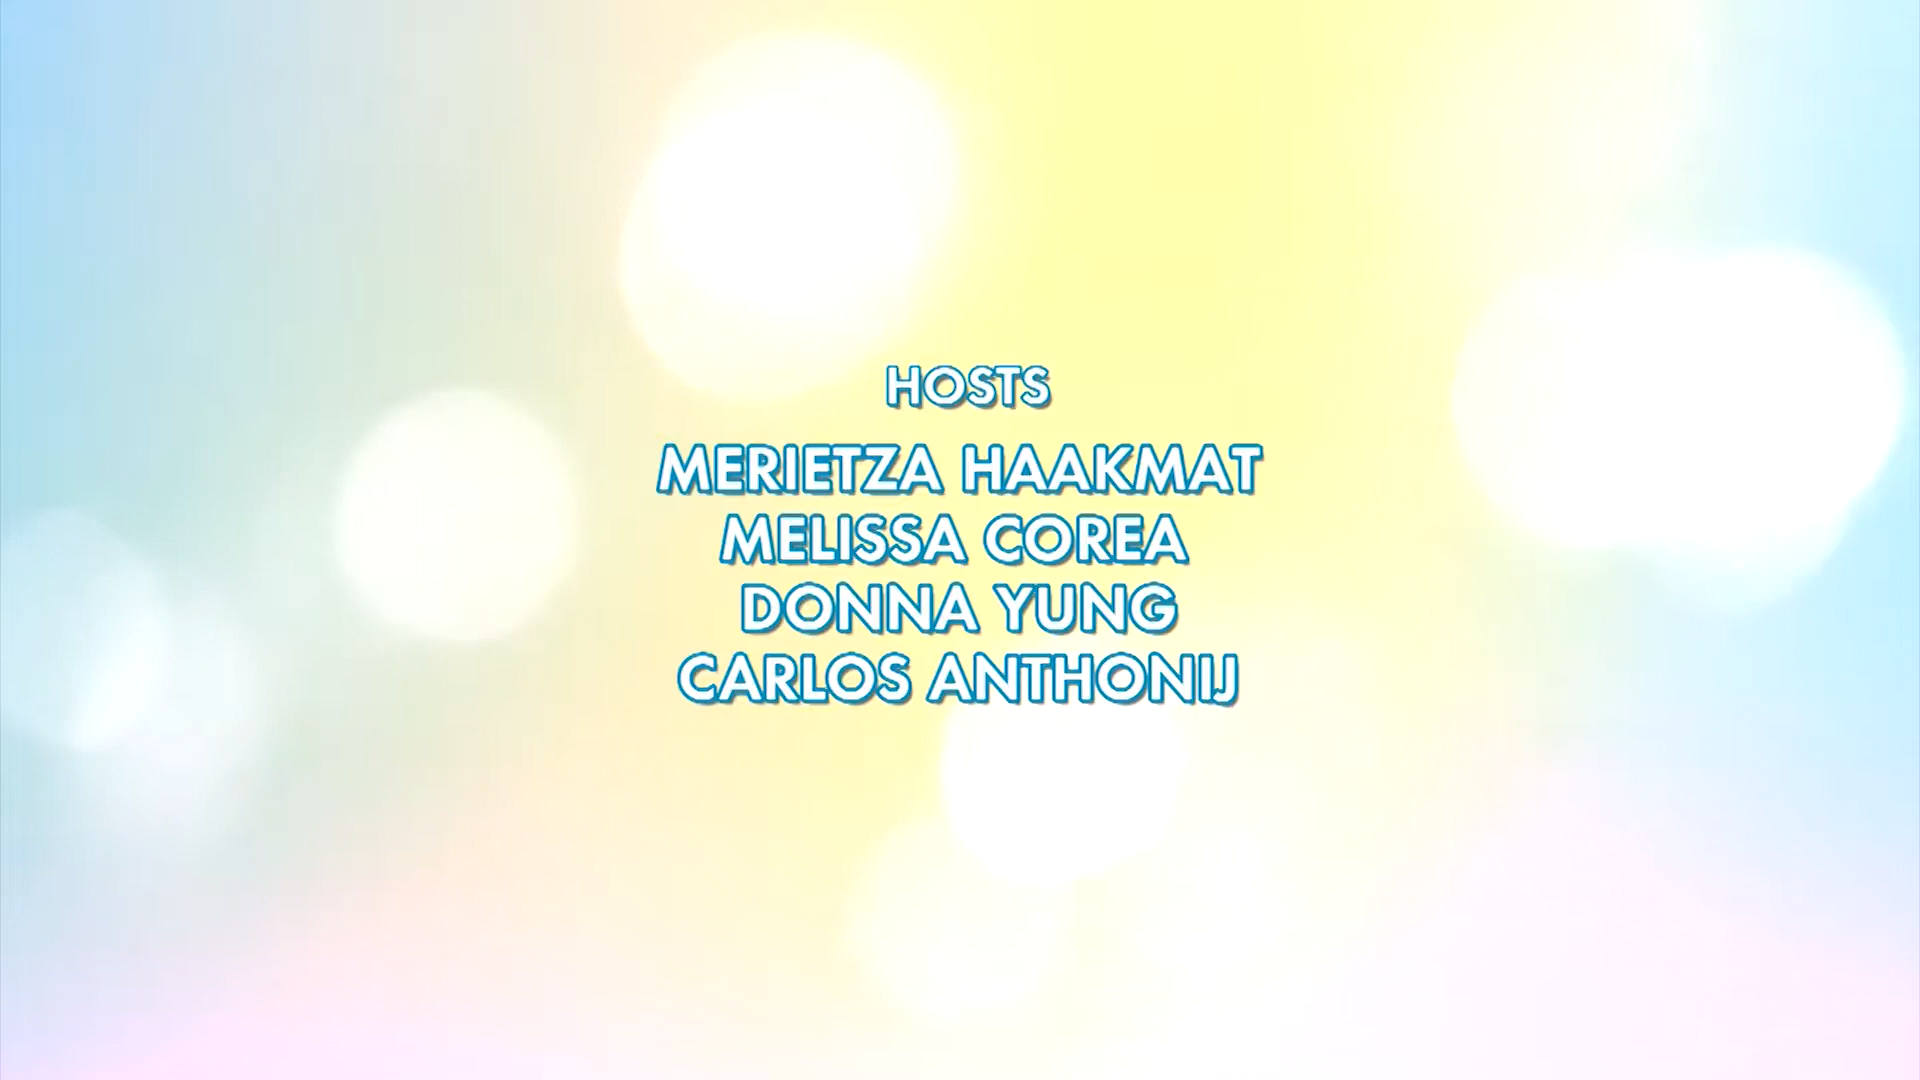 HOSTS
MERIETZA HAAKMAT
MELISSA COREA
DONNA YUNG
CARLOS ANTHONIJ